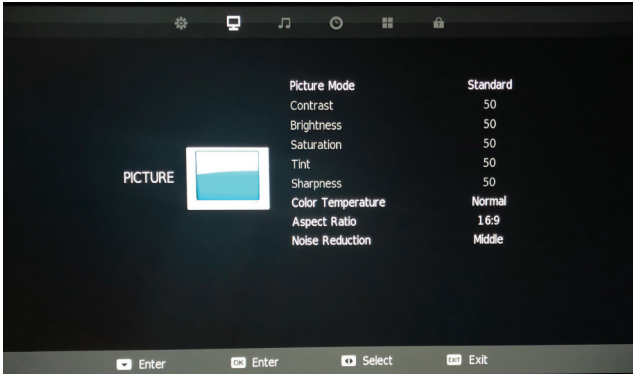 Picture Mode Standard
Contrast 50
Brightness 50
Saturation 50
Tint 50
PICTURE
Sharpness 50
Color Temperature Normal
Aspect Ratio 16:9
Noise Reduction Middle
Enter OK Enter Select EXIT Exit